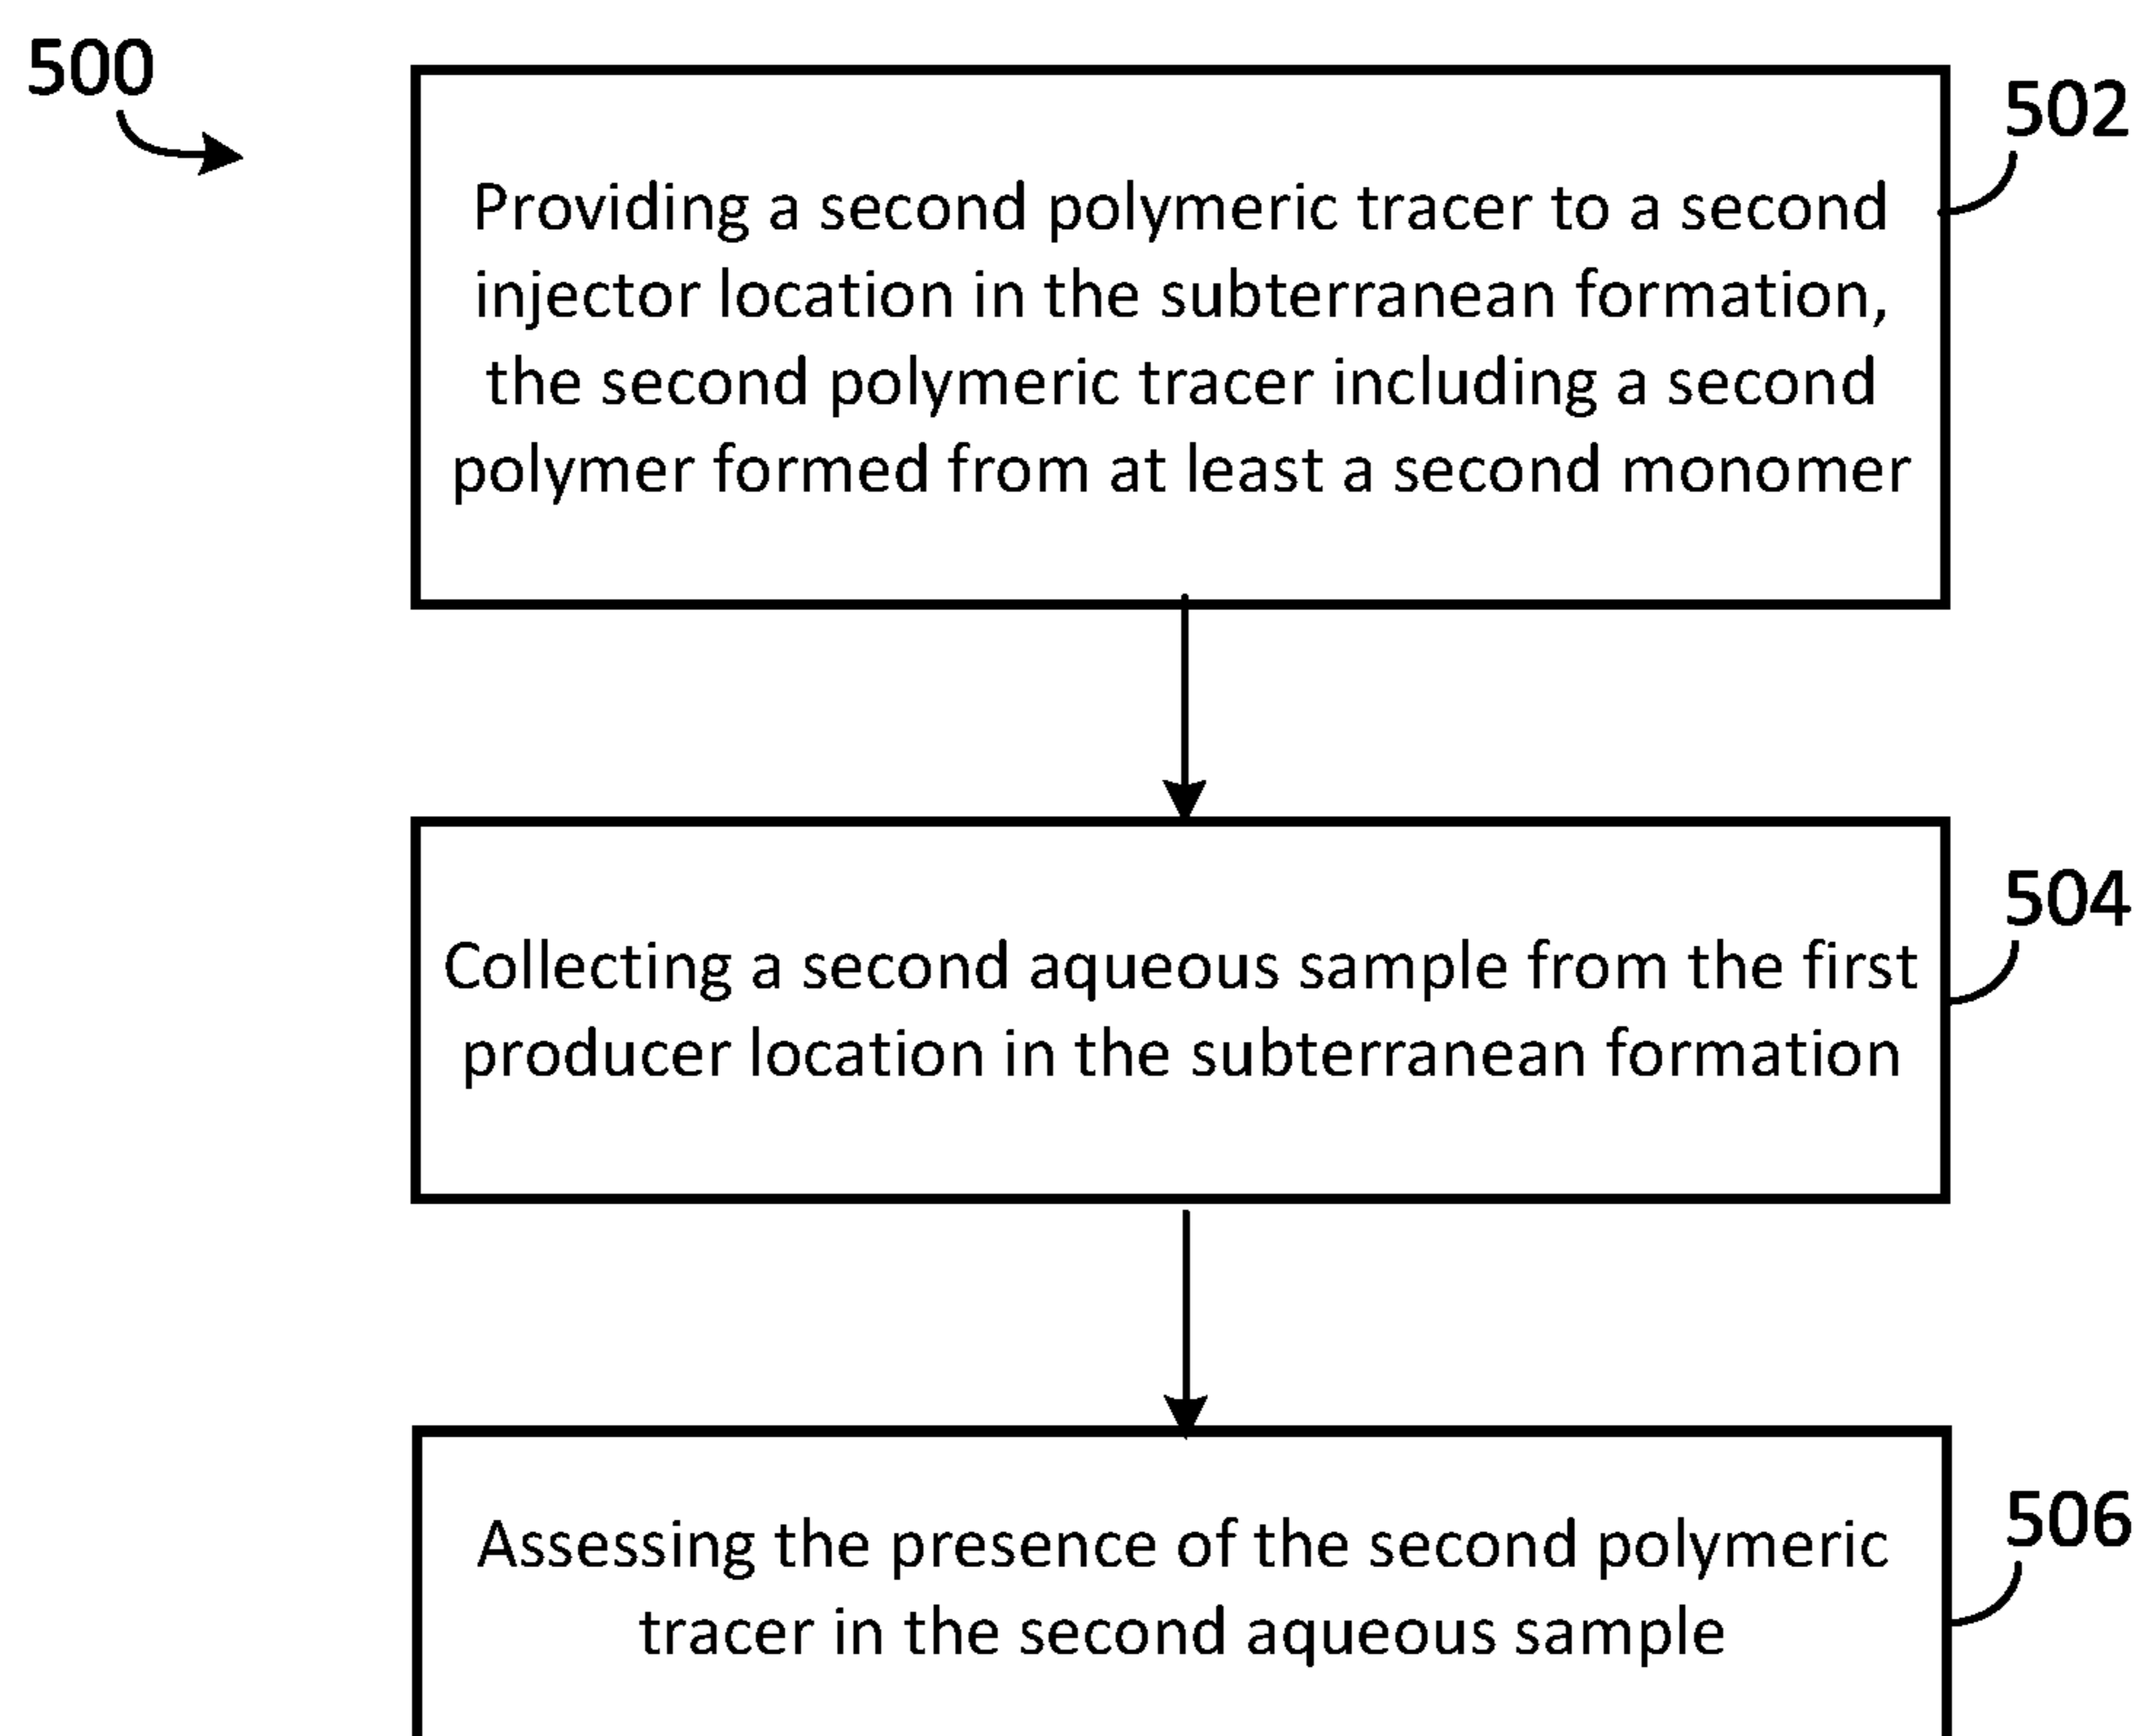 500
502
Providing a second polymeric tracer to a second
injector location in the subterranean formation,
the second polymeric tracer including a second
polymer formed from at least a second monomer
504
Collecting a second aqueous sample from the first
producer location in the subterranean formation
506
Assessing the presence of the second polymeric
tracer in the second aqueous sample